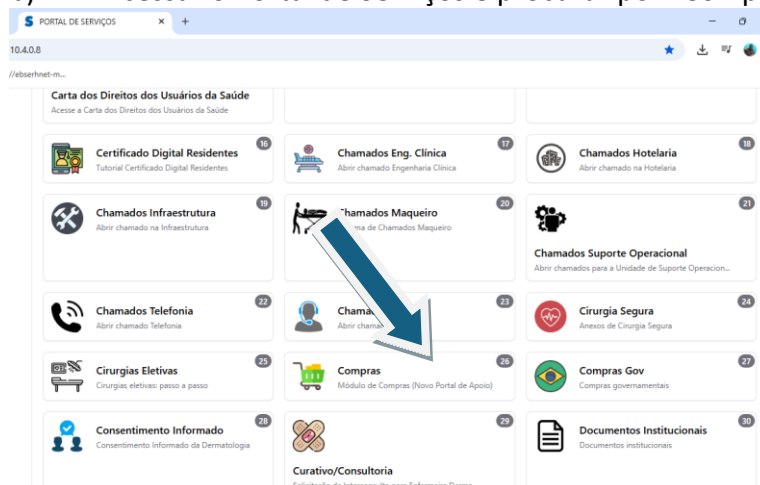 PORTAL DE SERVIÇOS
10.4.0.8
//ebserhnet-m...
Carta dos Direitos dos Usuários da Saúde
Acesse a Carta dos Direitos dos Usuários da Saúde
16
Certificado Digital Residentes
Tutorial Certificado Digital Residentes
17
Chamados Eng. Clínica
Abrir chamado Engenharia Clínica
18
Chamados Hotelaria
Abrir chamado na Hotelaria
19
Chamados Infraestrutura
Abrir chamado na Infraestrutura
20
Chamados Maqueiro
de Chamados Maqueiro
21
Chamados Suporte Operacional
Abrir chamados para a Unidade de Suporte Operacion...
22
Chamados Telefonia
Abrir chamado Telefonia
23
Abrir
24
Cirurgia Segura
Anexos de Cirurgia Segura
25
Cirurgias Eletivas
Cirurgias eletivas: passo a passo
26
Compras
Módulo de Compras (Novo Portal de Apoio)
27
Compras Gov
Compras governamentais
28
Consentimento Informado
Consentimento Informado da Dermatologia
29
Curativo/Consultoria
30
Documentos Institucionais
Documentos institucionais